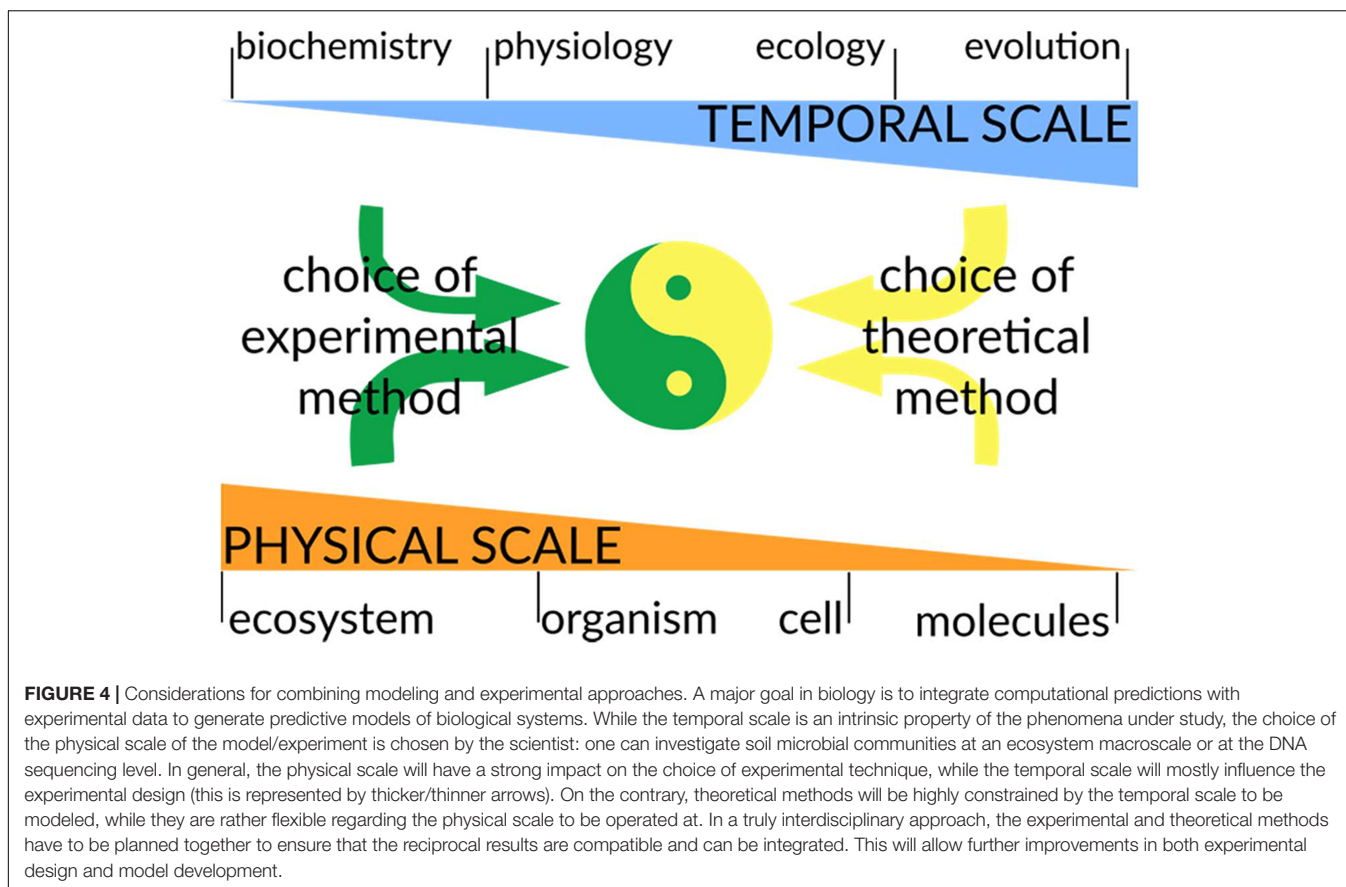 biochemistry physiology ecology evolution
TEMPORAL SCALE
choice of
experimental
method
choice of
theoretical
method
PHYSICAL SCALE
ecosystem organism cell molecules
FIGURE 4 | Considerations for combining modeling and experimental approaches. A major goal in biology is to integrate computational predictions with
experimental data to generate predictive models of biological systems. While the temporal scale is an intrinsic property of the phenomena under study, the choice of
the physical scale of the model/experiment is chosen by the scientist: one can investigate soil microbial communities at an ecosystem macroscale or at the DNA
sequencing level. In general, the physical scale will have a strong impact on the choice of experimental technique, while the temporal scale will mostly influence the
experimental design (this is represented by thicker/thinner arrows). On the contrary, theoretical methods will be highly constrained by the temporal scale to be
modeled, while they are rather flexible regarding the physical scale to be operated at. In a truly interdisciplinary approach, the experimental and theoretical methods
have to be planned together to ensure that the reciprocal results are compatible and can be integrated. This will allow further improvements in both experimental
design and model development.